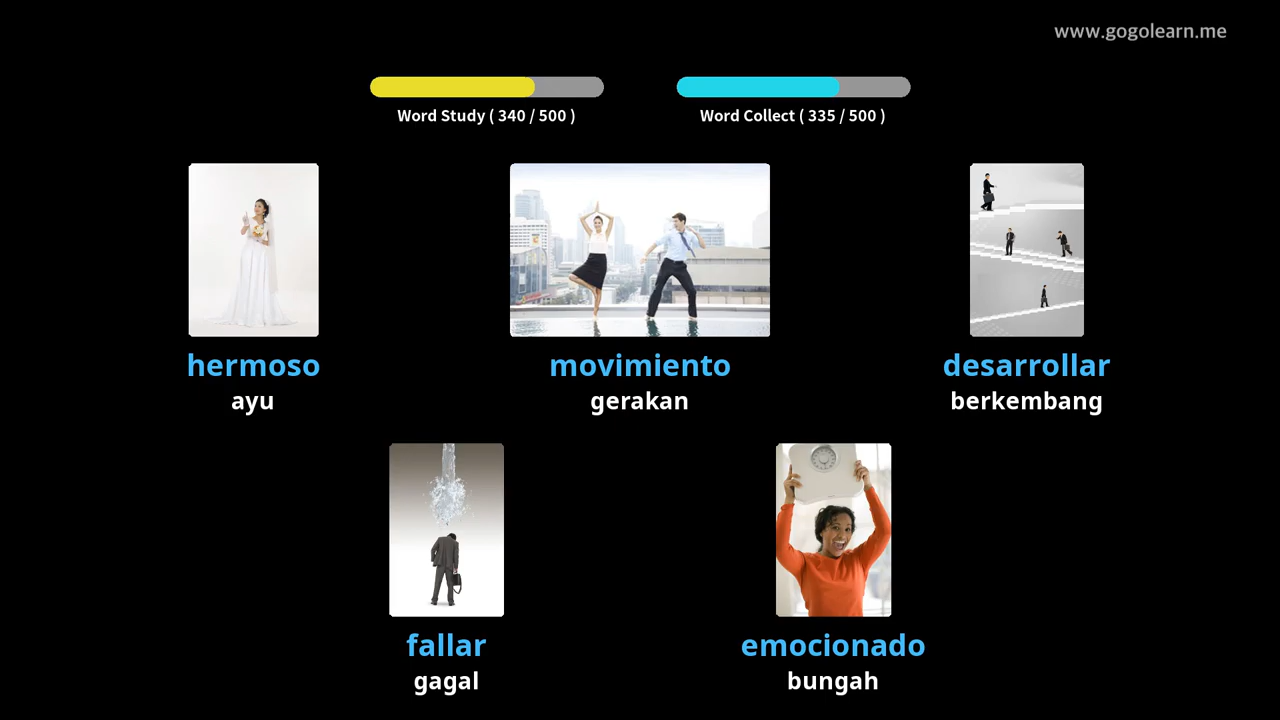 www.gogolearn.me
Word Study ( 340 / 500 )
Word Collect ( 335 / 500 )
hermoso
ayu
movimiento
gerakan
desarrollar
berkembang
fallar
gagal
emocionado
bungah